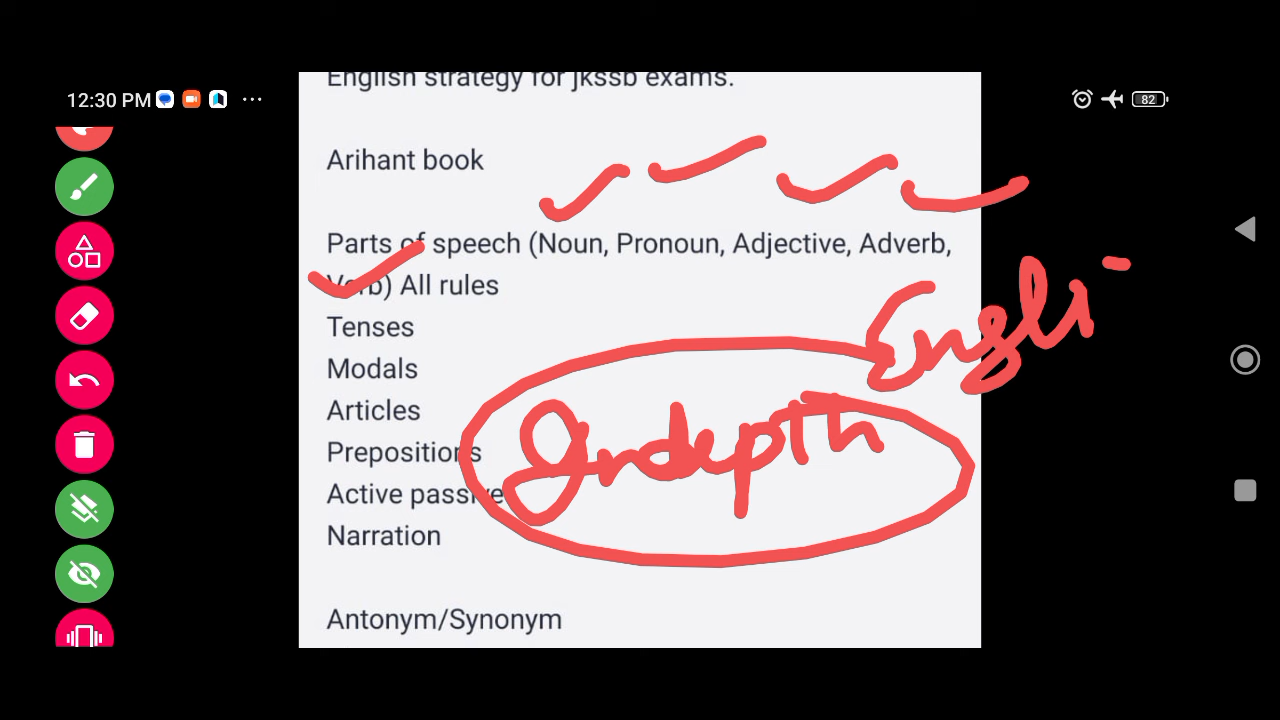 12:30 PM
82
English strategy for jkssb exams.
Arihant book
Parts of speech (Noun, Pronoun, Adjective, Adverb,
Verb) All rules
Tenses
Modals
Articles
Prepositions
Active passive
Narration
Antonym/Synonym
Indepth
Engli